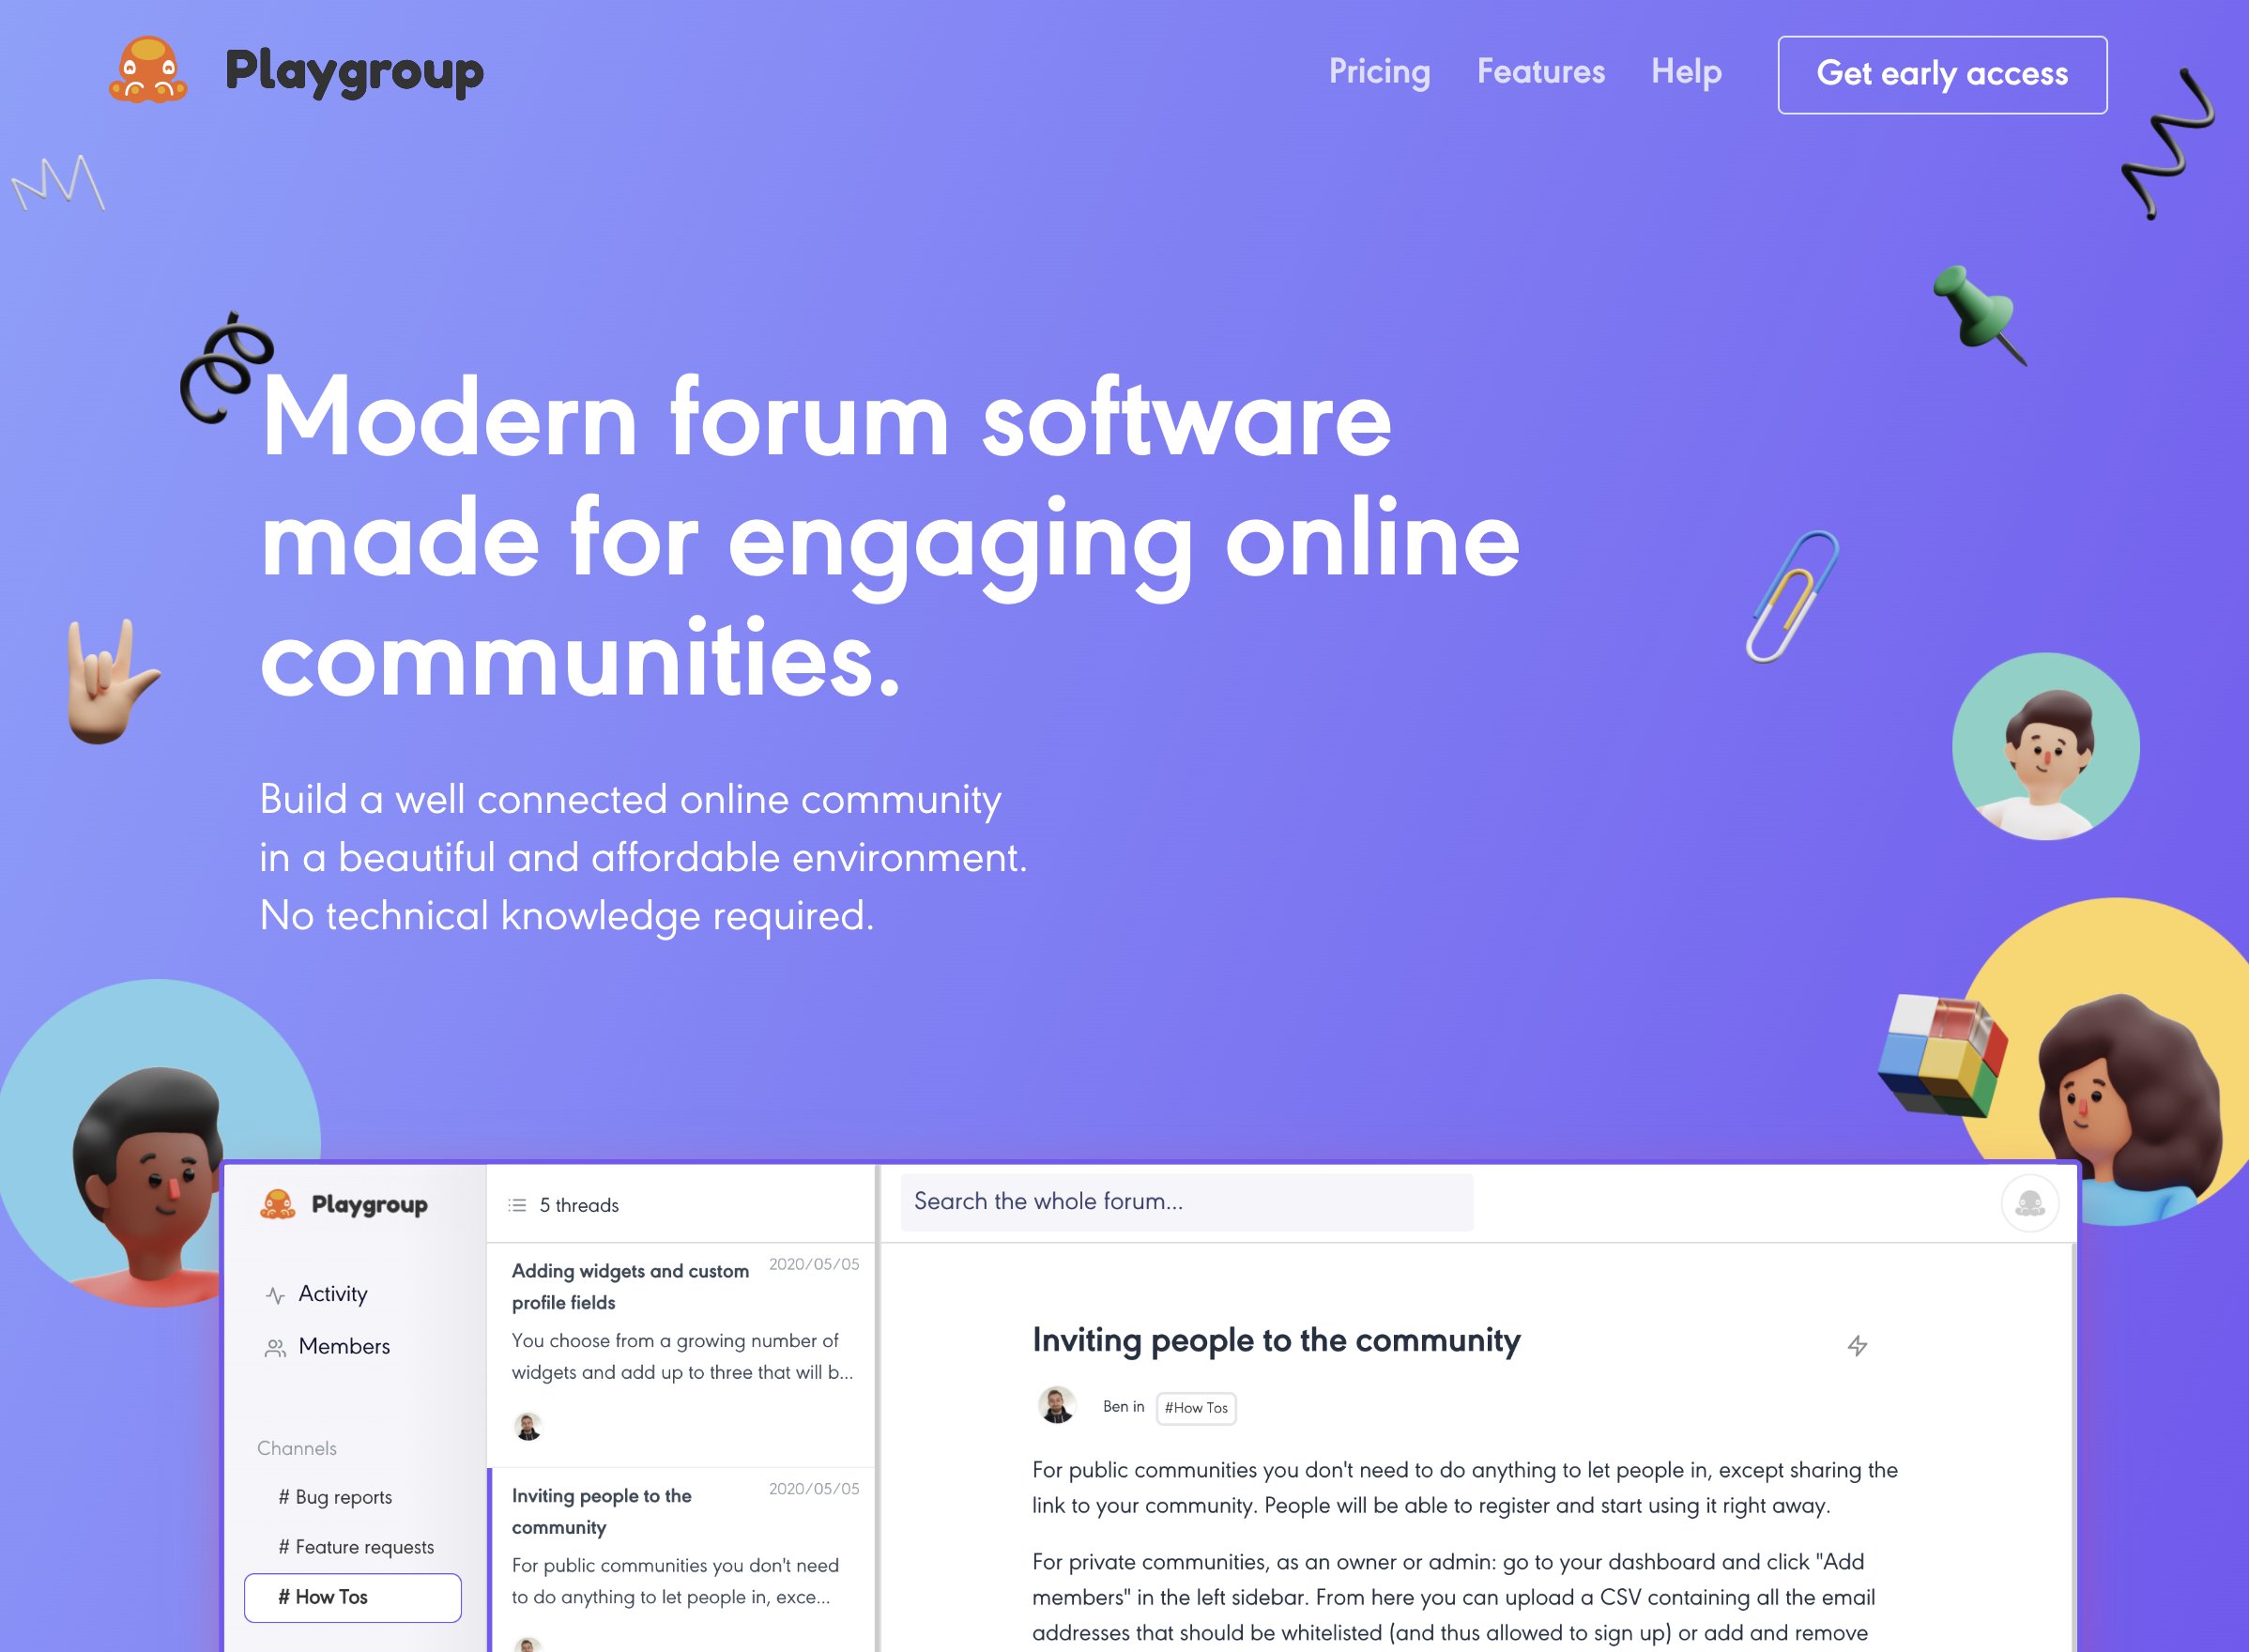 Playgroup
Pricing
Features
Help
Get early access
Modern forum software
made for engaging online
communities.
Build a well connected online community
in a beautiful and affordable environment.
No technical knowledge required.
Playgroup
Activity
Members
Channels
# Bug reports
# Feature requests
# How Tos
5 threads
Adding widgets and custom
profile fields
2020/05/05
You choose from a growing number of
widgets and add up to three that will b...
Inviting people to the
community
2020/05/05
For public communities you don't need
to do anything to let people in, exce...
Search the whole forum...
Inviting people to the community
Ben in #How Tos
For public communities you don't need to do anything to let people in, except sharing the
link to your community. People will be able to register and start using it right away.
For private communities, as an owner or admin: go to your dashboard and click "Add
members" in the left sidebar. From here you can upload a CSV containing all the email
addresses that should be whitelisted (and thus allowed to sign up) or add and remove